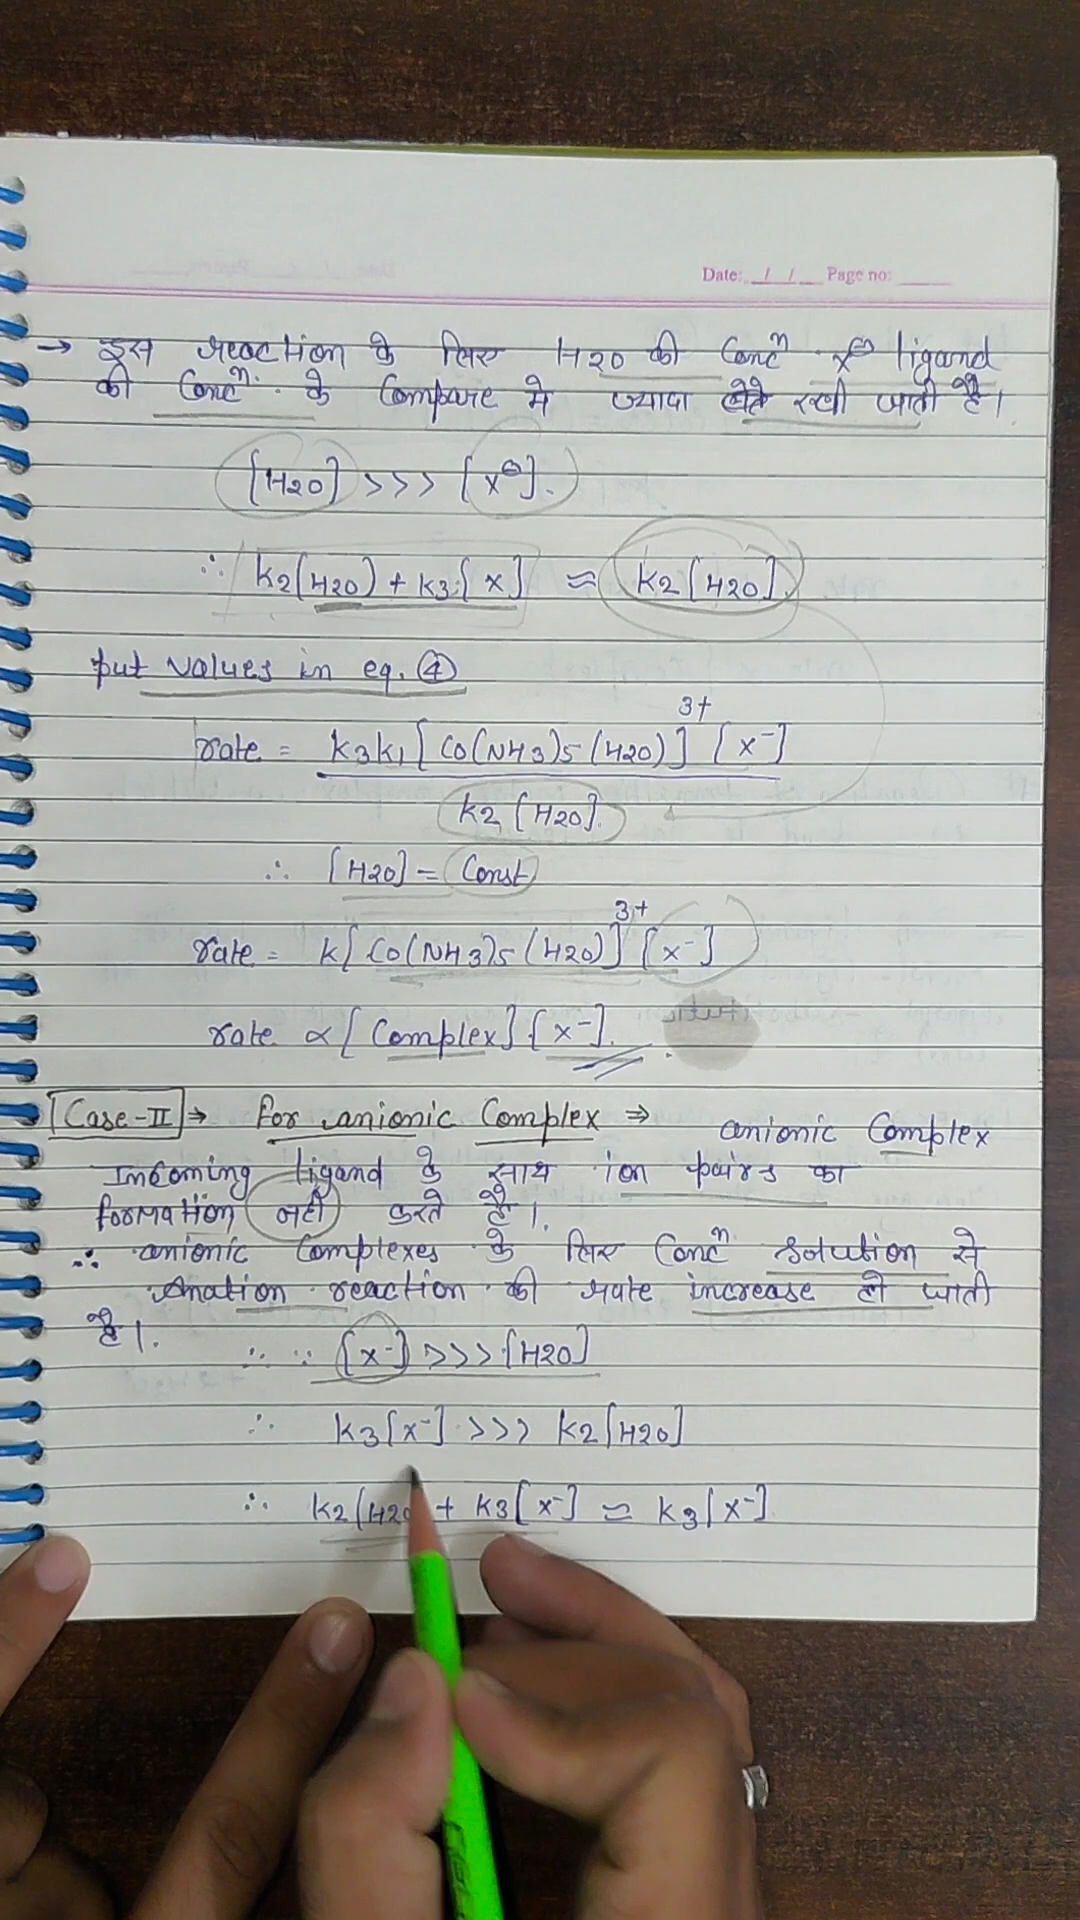 Date: / / Page no:
→ इस reaction के लिए H2O की Concⁿ X⊖ ligand
की Concⁿ. के Compare मे ज्यादा लेते रखी जाती है।
[H2O] >>> [X⊖].
∴ K2[H2O) + K3.[X] ≈ K2[H2O].
put values in eq. ④
rate = K3K1[CO(NH3)5(H2O)]3+ [X-]
K2[H2O].
∴ [H2O] = Const
rate = K[CO(NH3)5(H2O)]3+ [X-]
rate ∝ [Complex] [X-].
Case-II ⇒ for anionic Complex ⇒ anionic Complex
Incoming ligand के साथ ion pairs का
formation नहीं करते है।.
∴ anionic Complexes के लिए Concⁿ solution से
anation reaction की rate increase हो जाती
है।.
∴ ∵ [X-] >>> [H2O]
∴ K3[X-] >>> K2[H2O]
∴ K2[H2O + K3[X-] ≈ K3[X-]